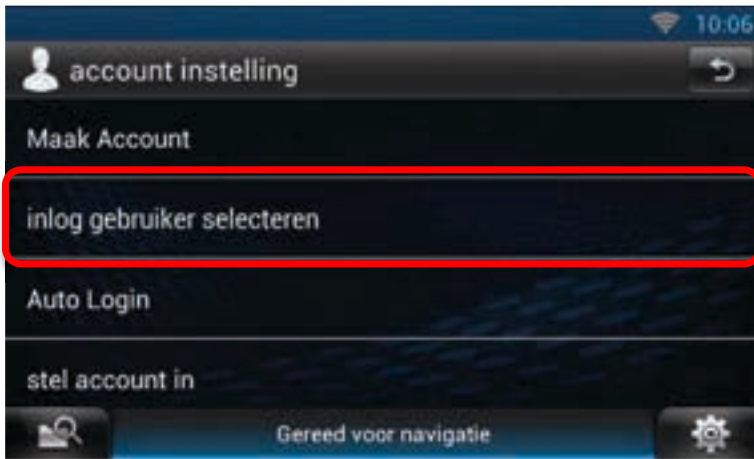 10:06
account instelling
Maak Account
inlog gebruiker selecteren
Auto Login
stel account in
Gereed voor navigatie